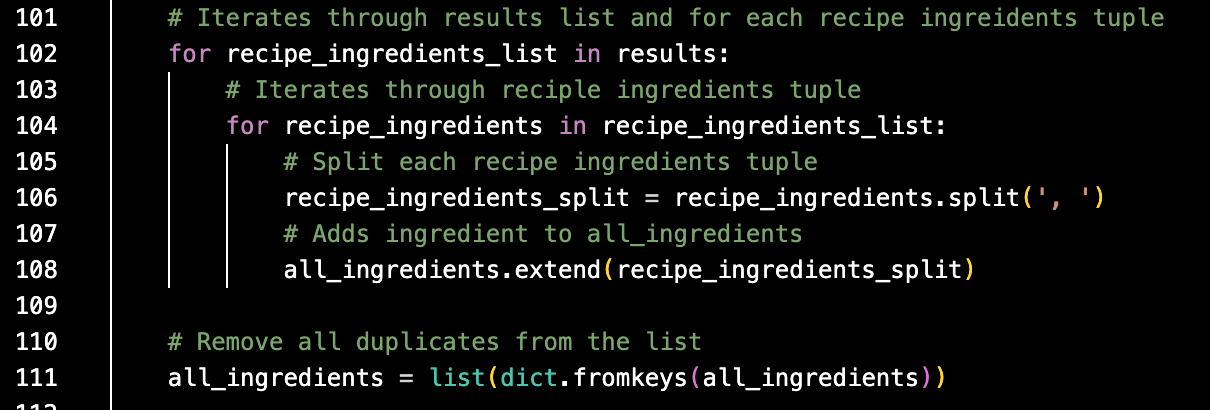 101 # Iterates through results list and for each recipe ingreidents tuple
102 for recipe_ingredients_list in results:
103 # Iterates through reciple ingredients tuple
104 for recipe_ingredients in recipe_ingredients_list:
105 # Split each recipe ingredients tuple
106 recipe_ingredients_split = recipe_ingredients.split(', ')
107 # Adds ingredient to all_ingredients
108 all_ingredients.extend(recipe_ingredients_split)
109
110 # Remove all duplicates from the list
111 all_ingredients = list(dict.fromkeys(all_ingredients))
112